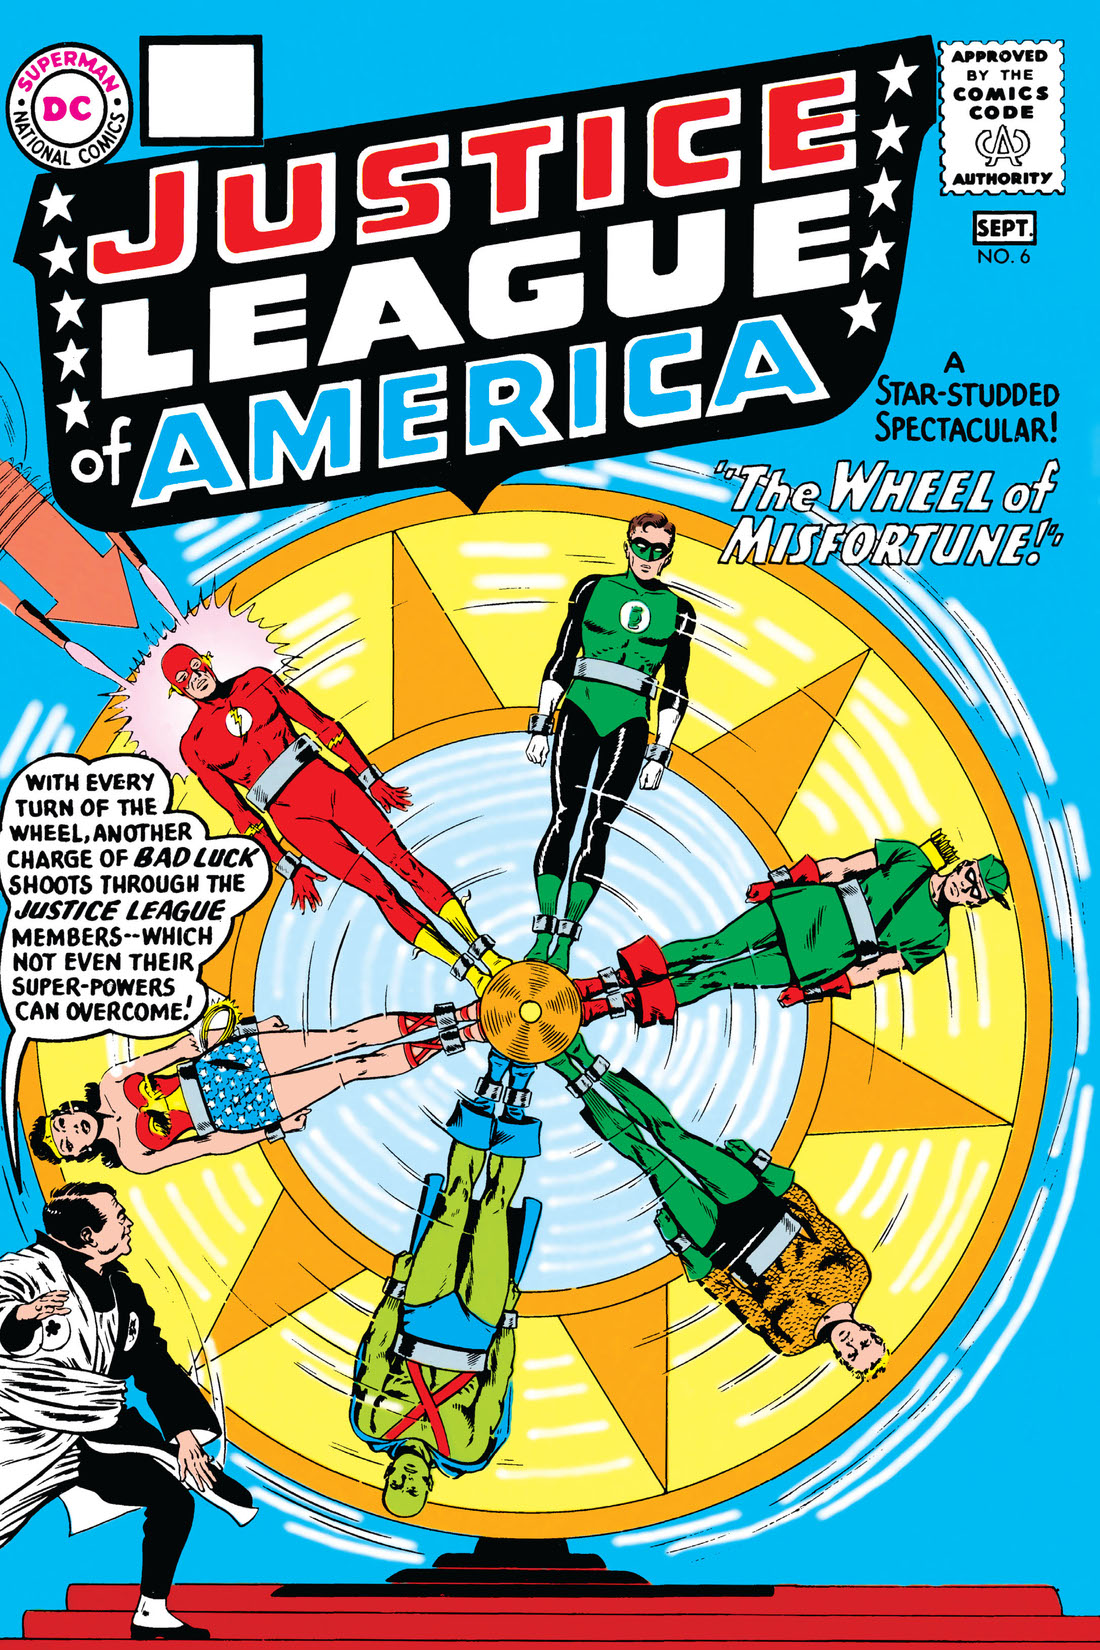 SUPERMAN
DC
NATIONAL COMICS
JUSTICE
LEAGUE
of AMERICA
APPROVED
BY THE
COMICS
CODE
CA
AUTHORITY
SEPT.
NO. 6
A
STAR-STUDDED
SPECTACULAR!
"The WHEEL of
MISFORTUNE!"
WITH EVERY
TURN OF THE
WHEEL, ANOTHER
CHARGE OF BAD LUCK
SHOOTS THROUGH THE
JUSTICE LEAGUE
MEMBERS--WHICH
NOT EVEN THEIR
SUPER-POWERS
CAN OVERCOME!